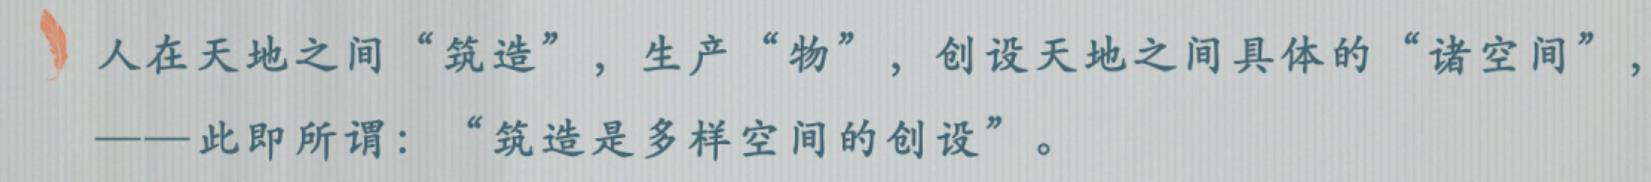 人在天地之间“筑造”，生产“物”，创设天地之间具体的“诸空间”，
——此即所谓：“筑造是多样空间的创设”。